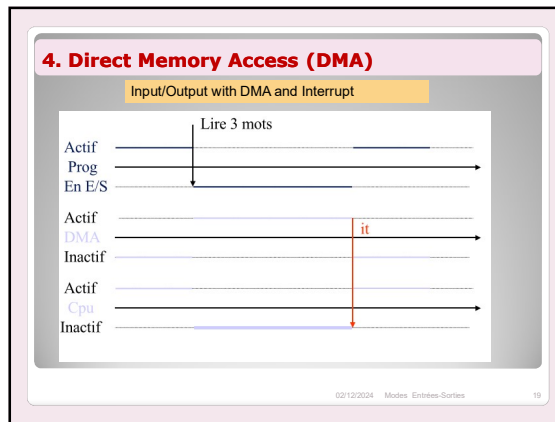 4. Direct Memory Access (DMA)
Input/Output with DMA and Interrupt
Lire 3 mots
Actif
Prog
En E/S
Actif
it
DMA
Inactif
Actif
Cpu
Inactif
02/12/2024 Modes Entrées-Sorties 19